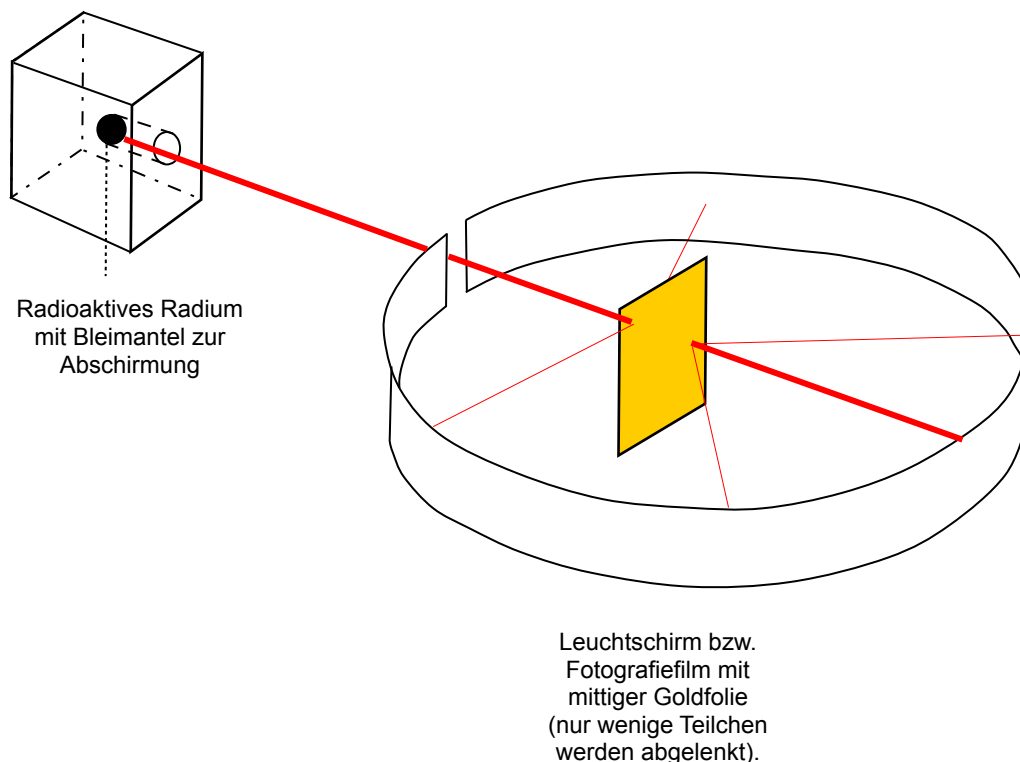 Radioaktives Radium
mit Bleimantel zur
Abschirmung
Leuchtschirm bzw.
Fotografiefilm mit
mittiger Goldfolie
(nur wenige Teilchen
werden abgelenkt).